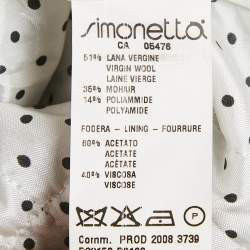 simonetta
CA 05476
51% LANA VERGINE
VIRGIN WOOL
LAINE VIERGE
35% MOHAIR
14% POLIAMMIDE
POLYAMIDE
FODERA - LINING - FOURRURE
60% ACETATO
ACETATE
ACÉTATE
40% VISCOSA
VISCOSE
P
Comm. PROD 2008 3739